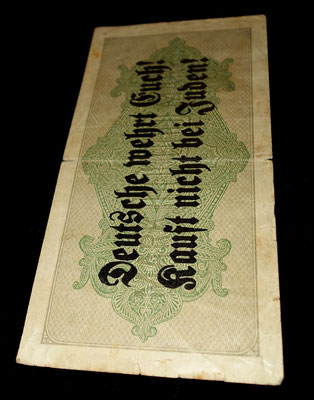 Deutsche wehrt Euch!
Kauft nicht bei Juden!